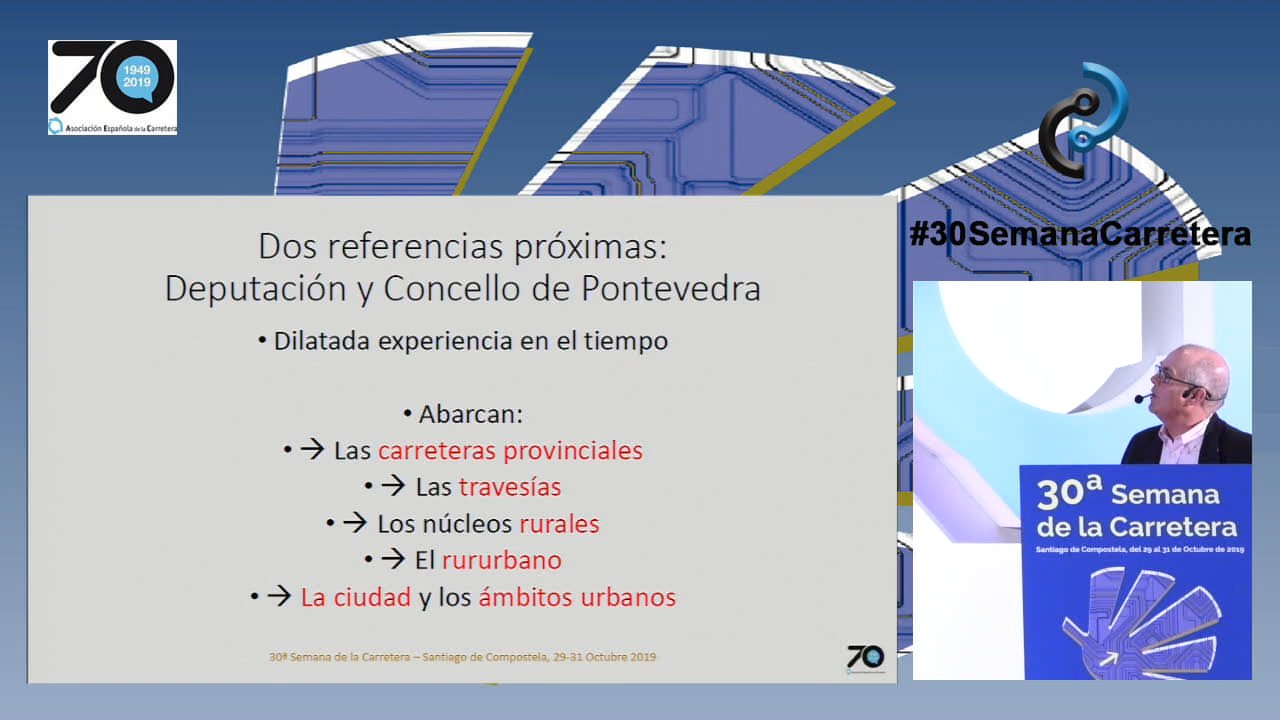 70
1949
2019
Asociación Española de la Carretera
#30SemanaCarretera
Dos referencias próximas:
Deputación y Concello de Pontevedra
• Dilatada experiencia en el tiempo
• Abarcan:
• → Las carreteras provinciales
• → Las travesías
• → Los núcleos rurales
• → El rururbano
• → La ciudad y los ámbitos urbanos
30ª Semana de la Carretera – Santiago de Compostela, 29-31 Octubre 2019
70
30ª Semana
de la Carretera
Santiago de Compostela, del 29 al 31 de Octubre de 2019